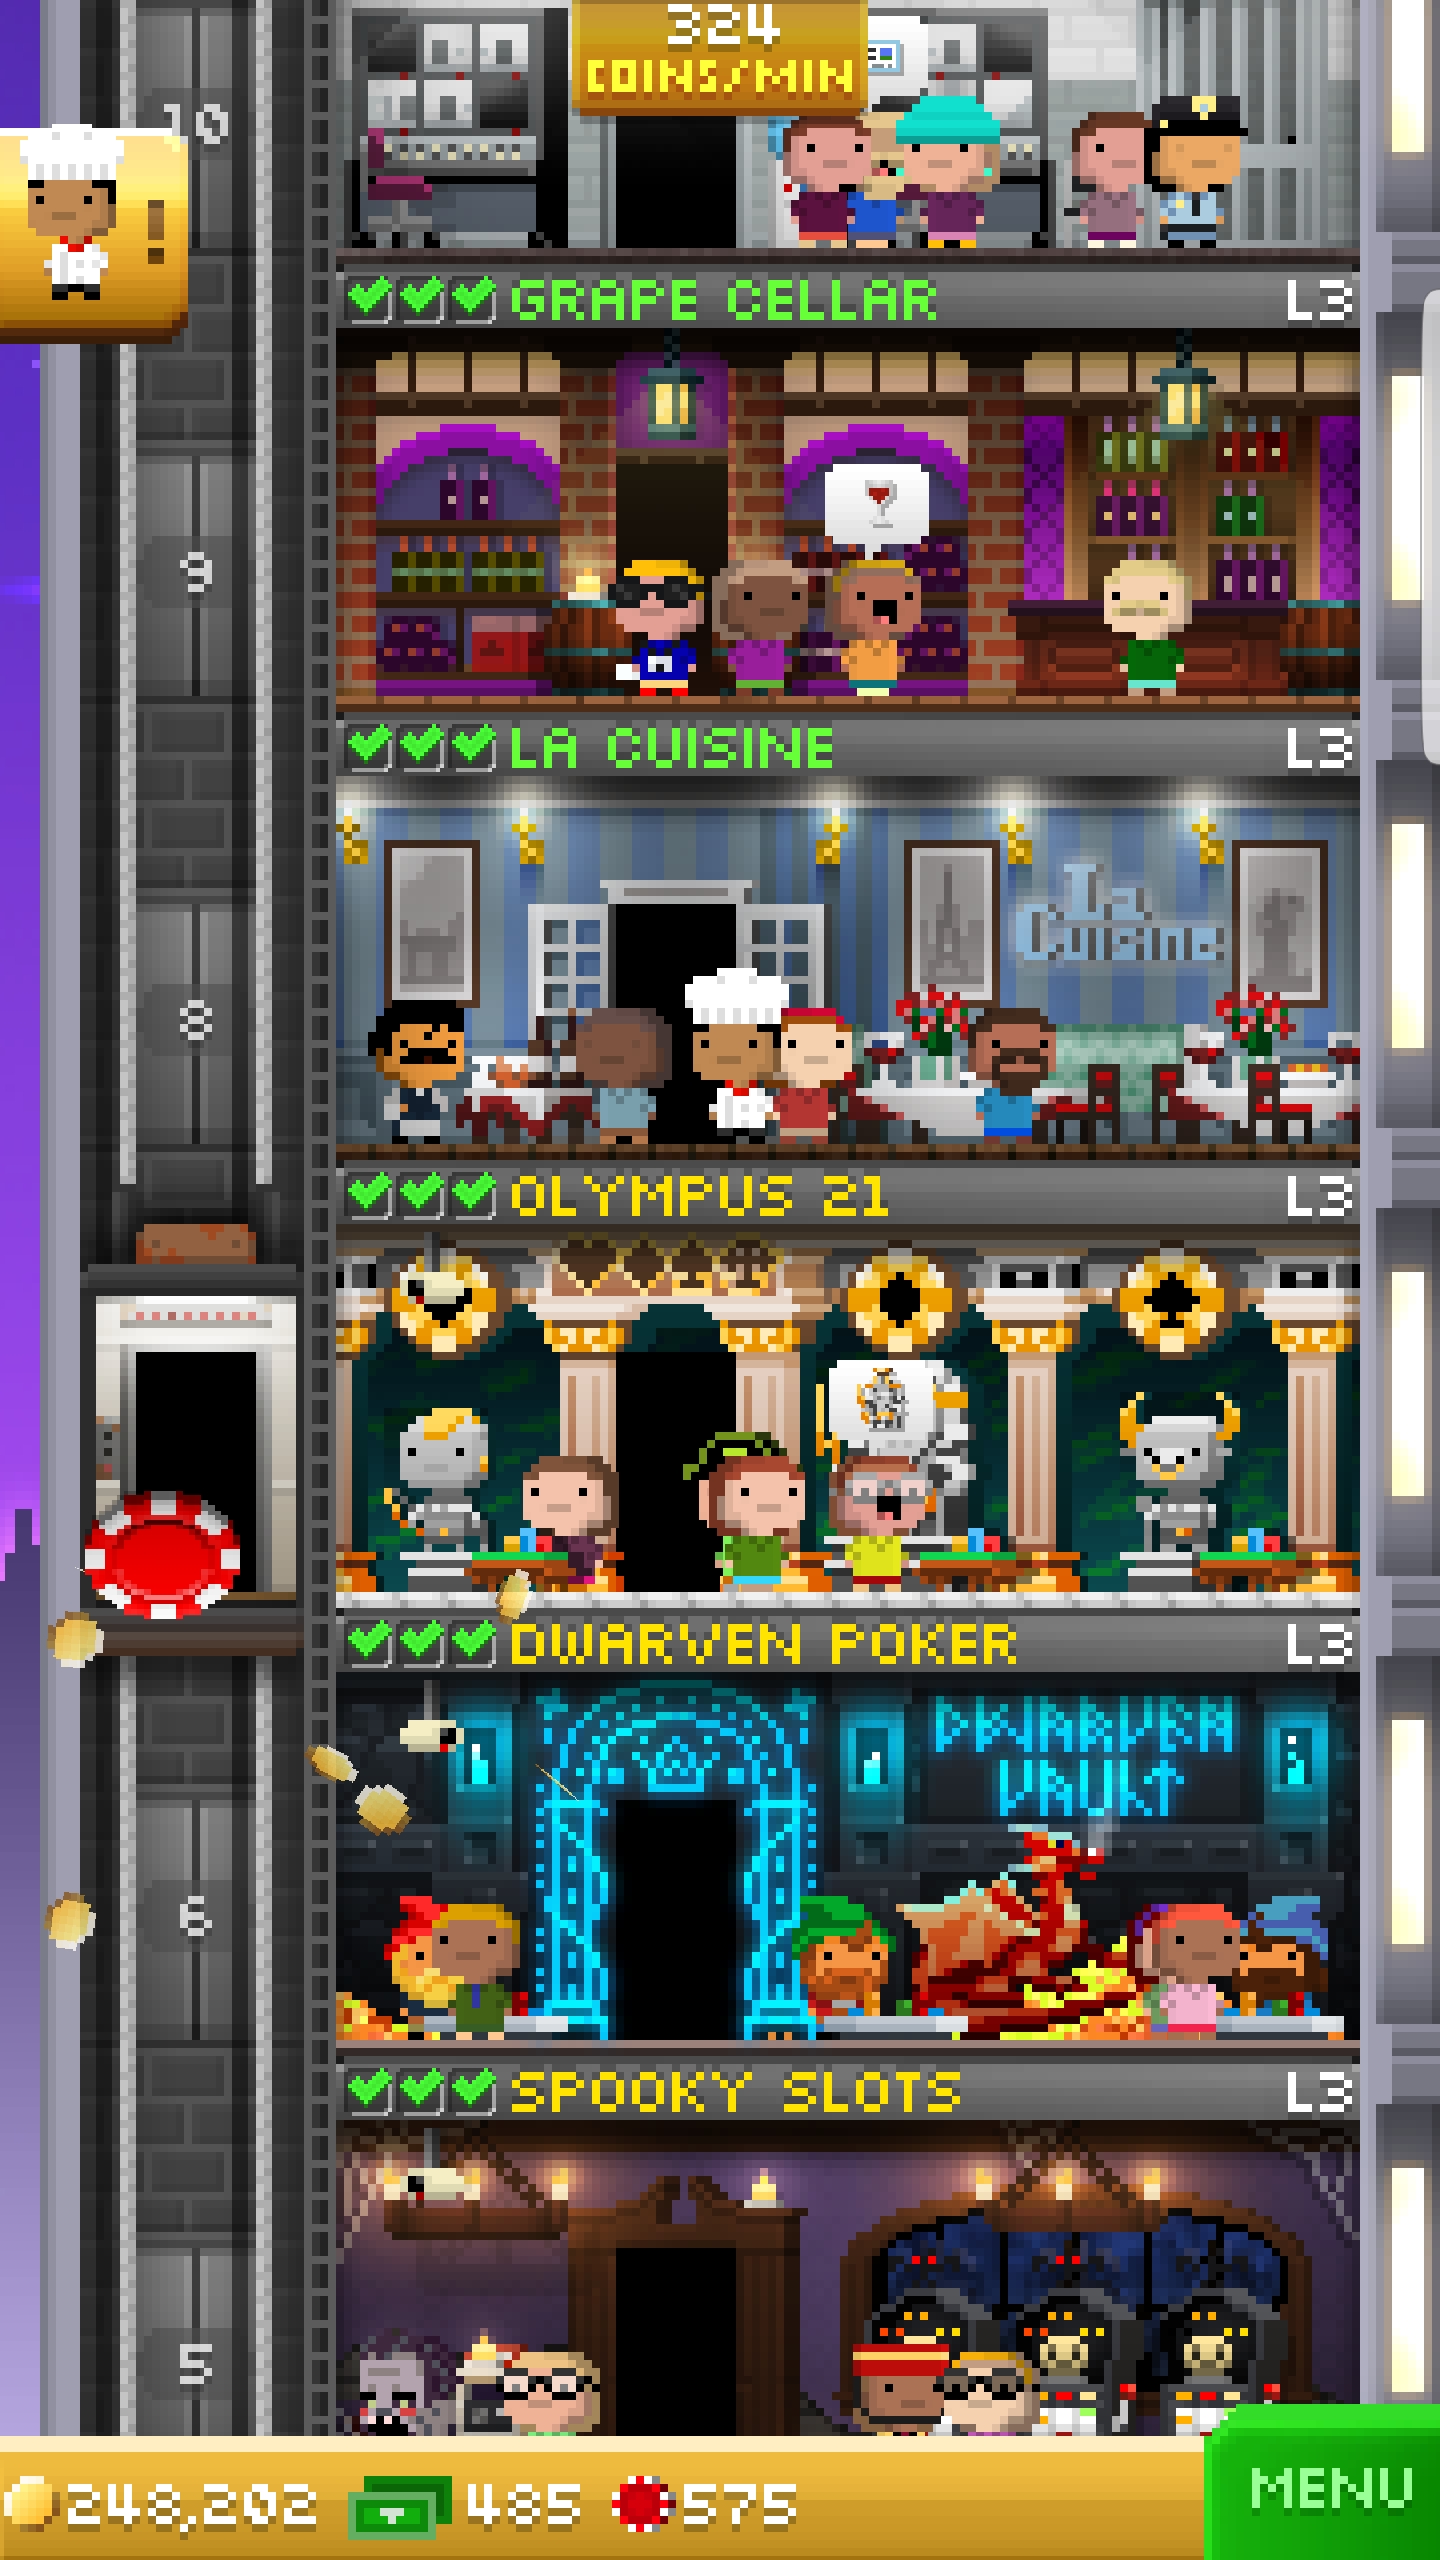 324
COINS/MIN
10
GRAPE CELLAR L3
9
LA CUISINE L3
La
Cuisine
8
OLYMPUS 21 L3
DWARVEN POKER L3
DWARVEN
VAULT
6
SPOOKY SLOTS L3
5
248,202 485 575
MENU